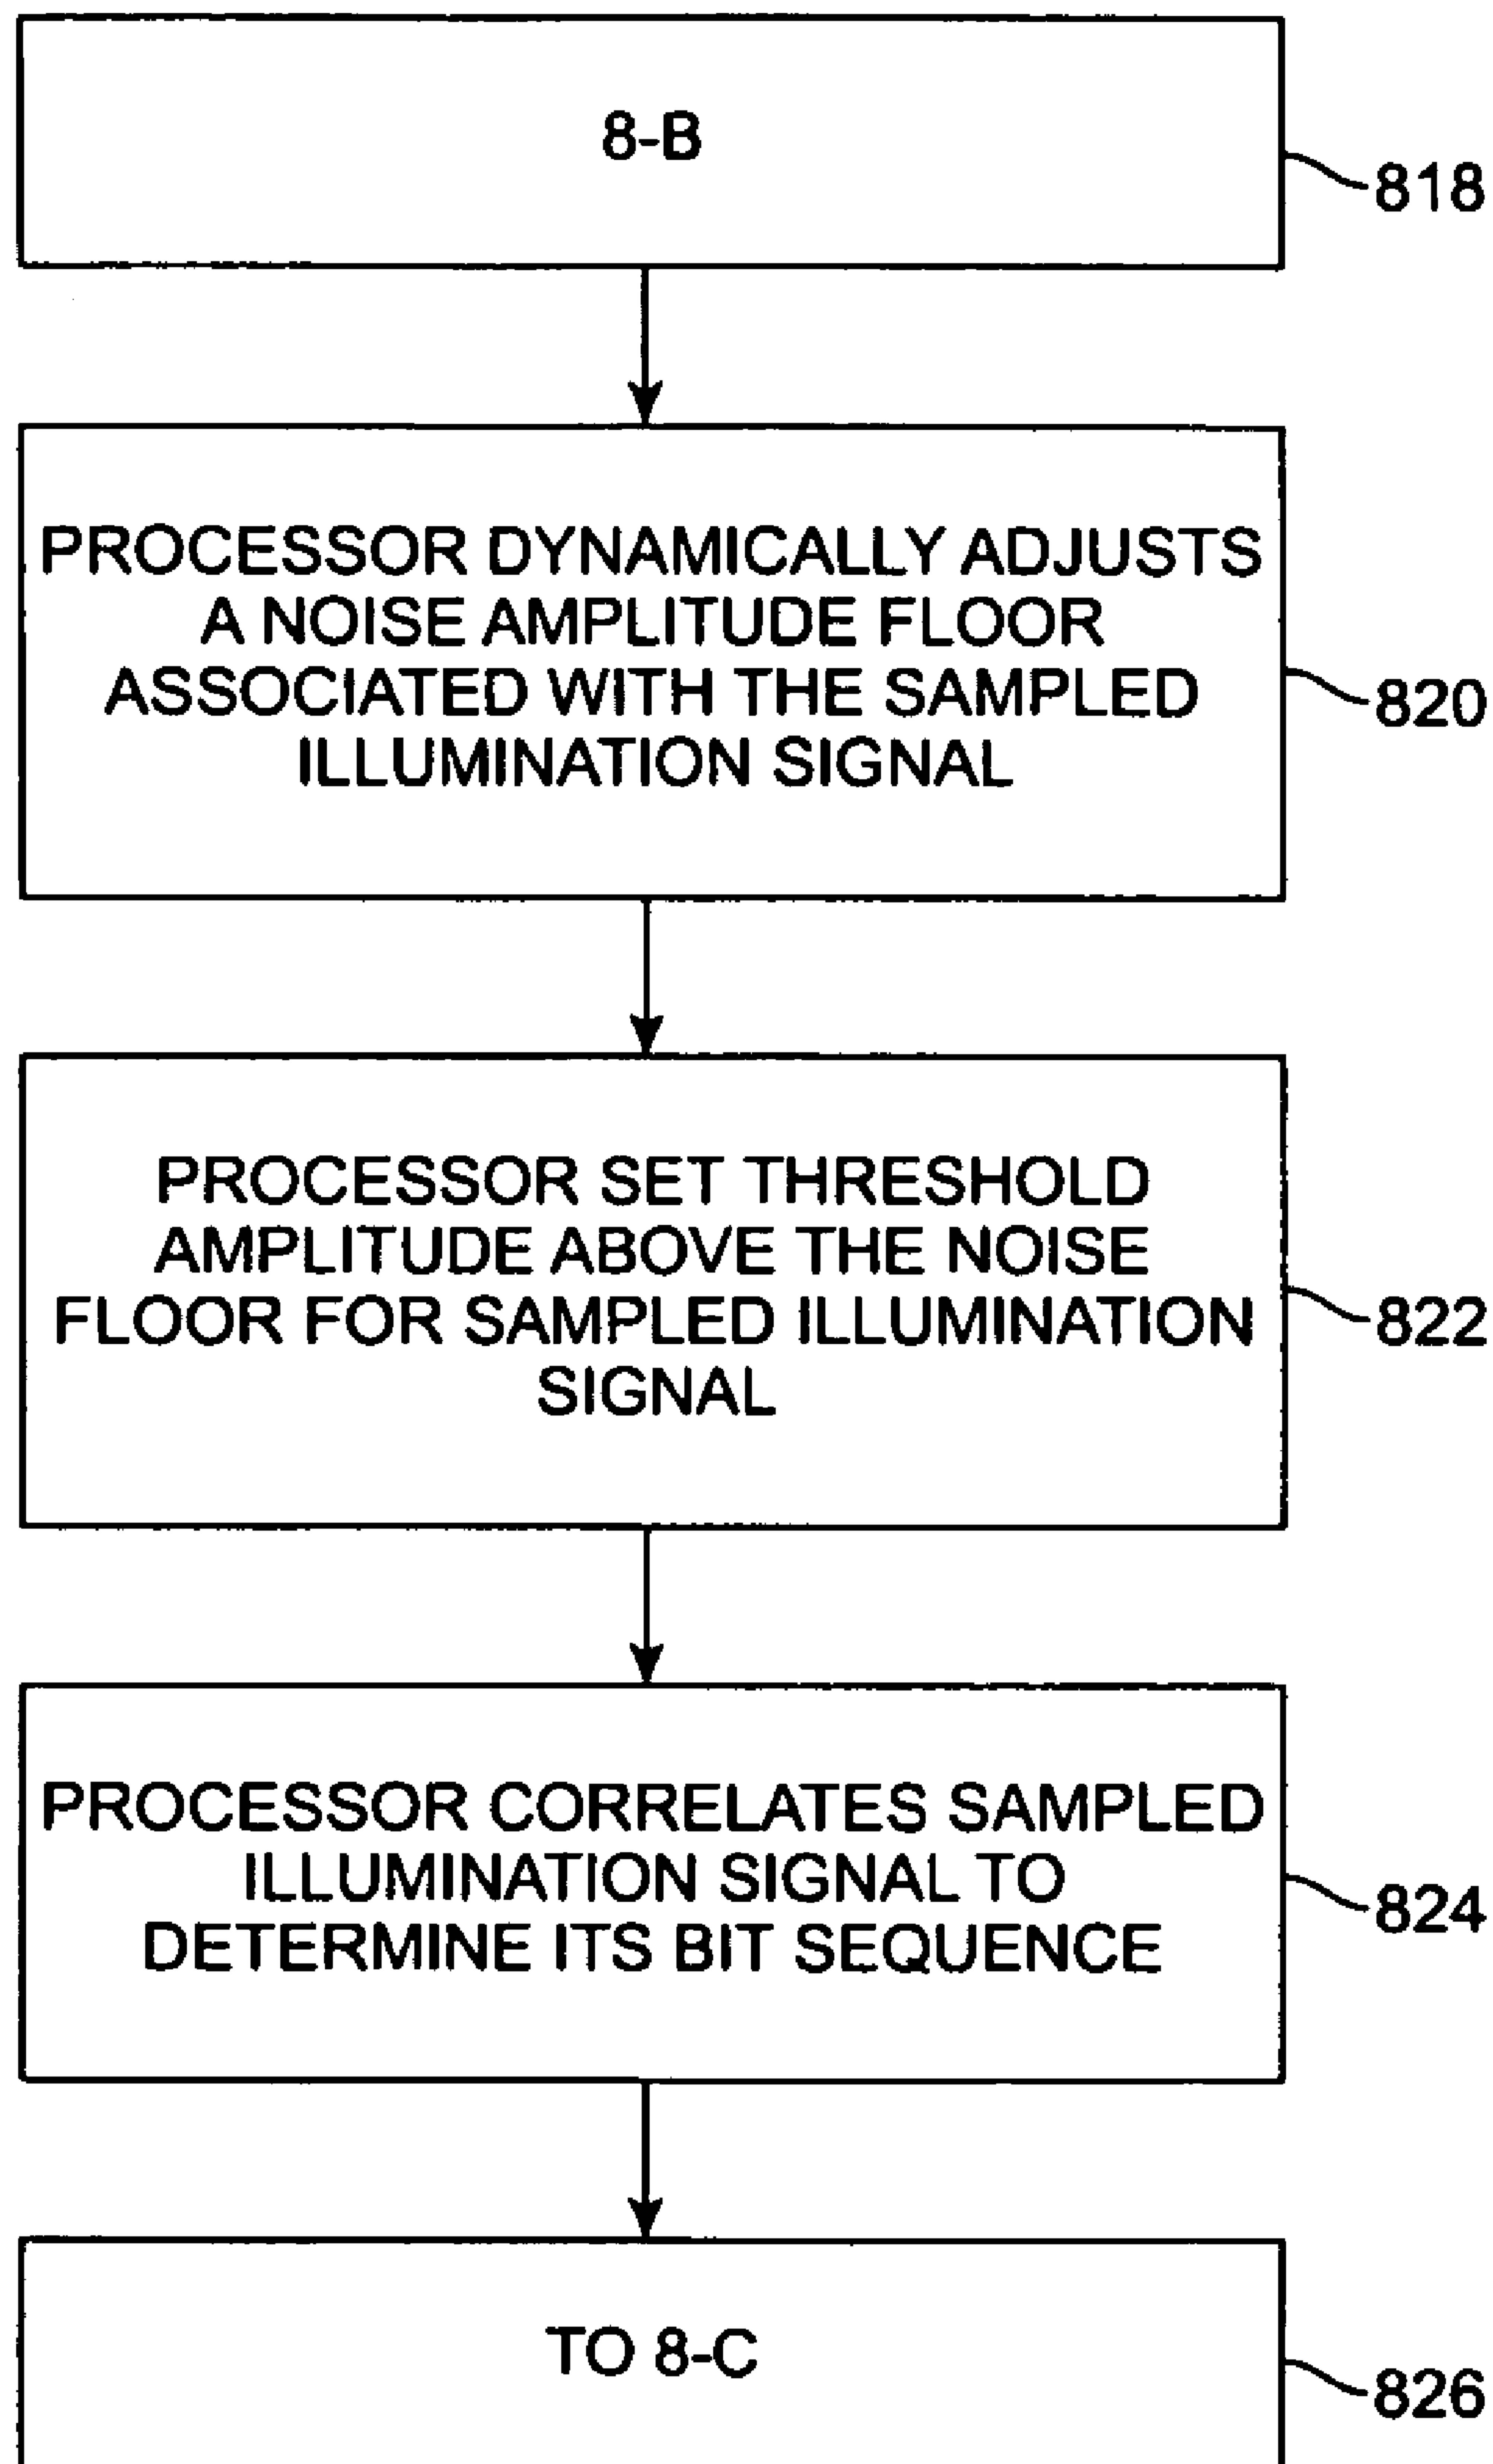 8-B
818
PROCESSOR DYNAMICALLY ADJUSTS
A NOISE AMPLITUDE FLOOR
ASSOCIATED WITH THE SAMPLED
ILLUMINATION SIGNAL
820
PROCESSOR SET THRESHOLD
AMPLITUDE ABOVE THE NOISE
FLOOR FOR SAMPLED ILLUMINATION
SIGNAL
822
PROCESSOR CORRELATES SAMPLED
ILLUMINATION SIGNAL TO
DETERMINE ITS BIT SEQUENCE
824
TO 8-C
826